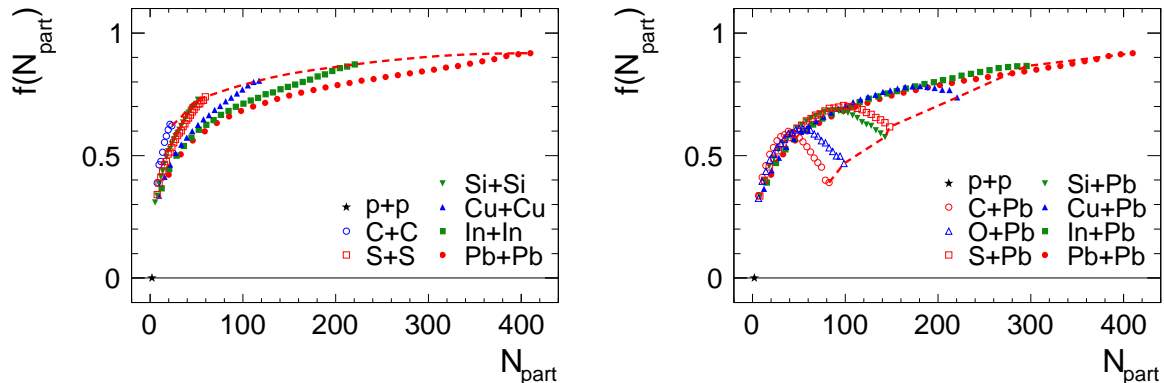 f(N_part)
1
0.5
0
0 100 200 300 400
N_part
p+p
C+C
S+S
Si+Si
Cu+Cu
In+In
Pb+Pb
f(N_part)
1
0.5
0
0 100 200 300 400
N_part
p+p
C+Pb
O+Pb
S+Pb
Si+Pb
Cu+Pb
In+Pb
Pb+Pb